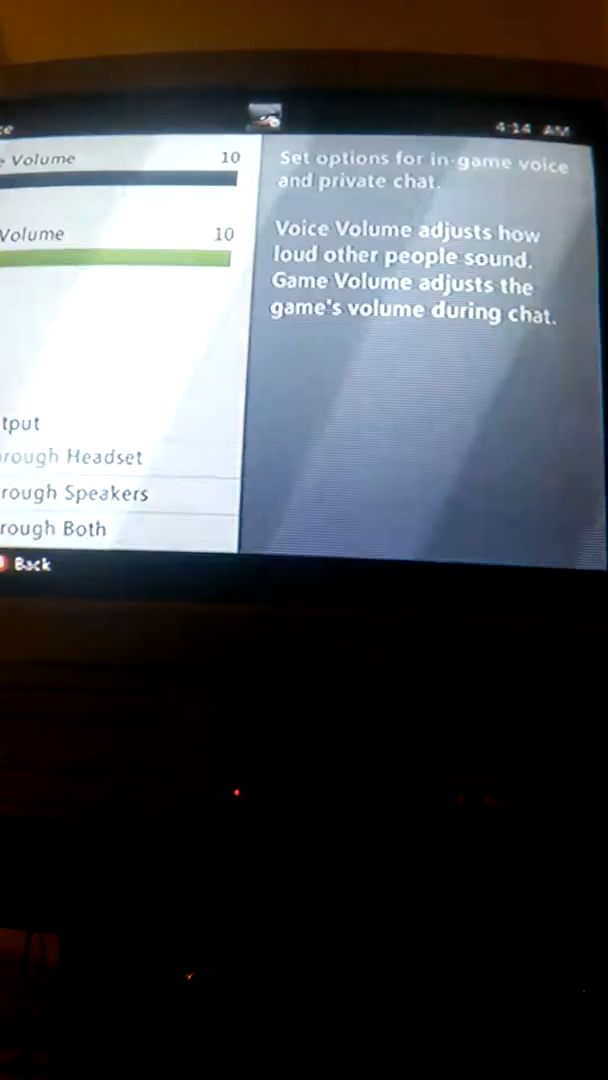 ce
4:14 AM
e Volume 10
Volume 10
tput
hrough Headset
rough Speakers
rough Both
Back
Set options for in-game voice
and private chat.
Voice Volume adjusts how
loud other people sound.
Game Volume adjusts the
game's volume during chat.